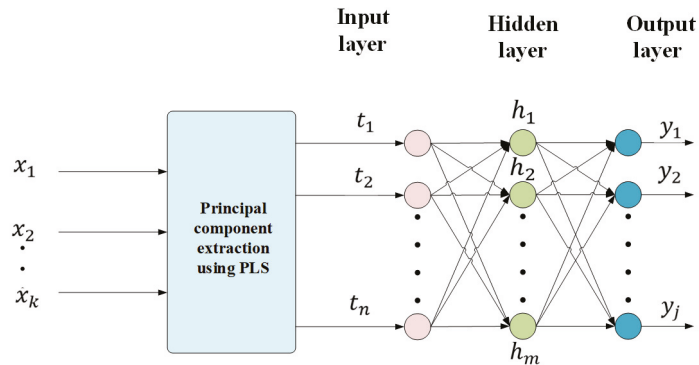 Input
layer
Hidden
layer
Output
layer
x₁
x₂
xₖ
Principal
component
extraction
using PLS
t₁
t₂
tₙ
h₁
h₂
hₘ
y₁
y₂
yⱼ